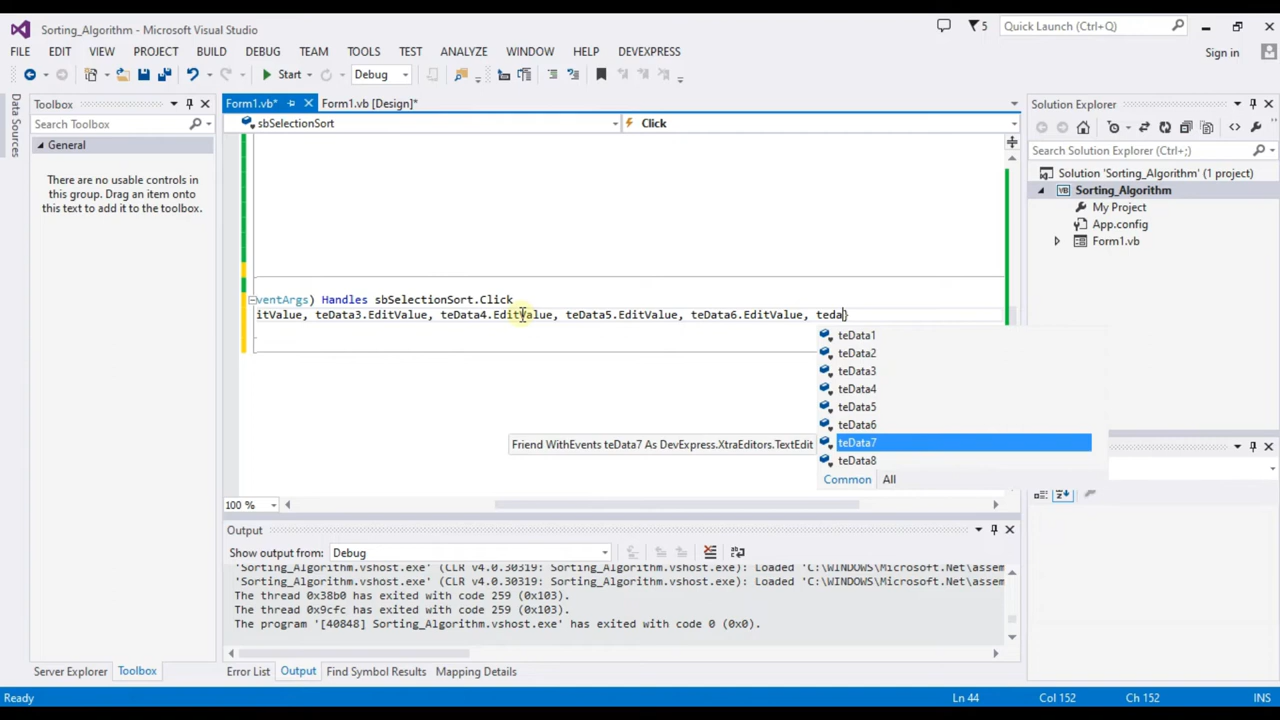 Sorting_Algorithm - Microsoft Visual Studio
5
Quick Launch (Ctrl+Q)
FILE EDIT VIEW PROJECT BUILD DEBUG TEAM TOOLS TEST ANALYZE WINDOW HELP DEVEXPRESS
Sign in
Start
Debug
Data Sources
Toolbox
Search Toolbox
General
There are no usable controls in
this group. Drag an item onto
this text to add it to the toolbox.
Form1.vb*
Form1.vb [Design]*
sbSelectionSort
Click
ventArgs) Handles sbSelectionSort.Click
itValue, teData3.EditValue, teData4.EditValue, teData5.EditValue, teData6.EditValue, teda}
teData1
teData2
teData3
teData4
teData5
teData6
teData7
teData8
Common All
Friend WithEvents teData7 As DevExpress.XtraEditors.TextEdit
100 %
Solution Explorer
Search Solution Explorer (Ctrl+;)
Solution 'Sorting_Algorithm' (1 project)
Sorting_Algorithm
My Project
App.config
Form1.vb
Output
Show output from: Debug
'Sorting_Algorithm.vshost.exe' (CLR v4.0.30319: Sorting_Algorithm.vshost.exe): Loaded 'C:\WINDOWS\Microsoft.Net\assem
'Sorting_Algorithm.vshost.exe' (CLR v4.0.30319: Sorting_Algorithm.vshost.exe): Loaded 'C:\WINDOWS\Microsoft.Net\assem
The thread 0x38b0 has exited with code 259 (0x103).
The thread 0x9cfc has exited with code 259 (0x103).
The program '[40848] Sorting_Algorithm.vshost.exe' has exited with code 0 (0x0).
Server Explorer Toolbox
Error List Output Find Symbol Results Mapping Details
Ready
Ln 44
Col 152
Ch 152
INS